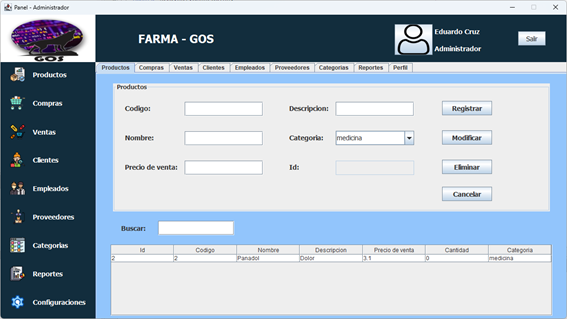 Panel - Administrador
GOS
FARMA - GOS
Eduardo Cruz
Administrador
Salir
Productos
Compras
Ventas
Clientes
Empleados
Proveedores
Categorias
Reportes
Configuraciones
Productos Compras Ventas Clientes Empleados Proveedores Categorias Reportes Perfil
Productos
Codigo: Descripcion: Registrar
Nombre: Categoria: medicina Modificar
Precio de venta: Id: Eliminar
Cancelar
Buscar:
Id Codigo Nombre Descripcion Precio de venta Cantidad Categoria
2 2 Panadol Dolor 3.1 0 medicina